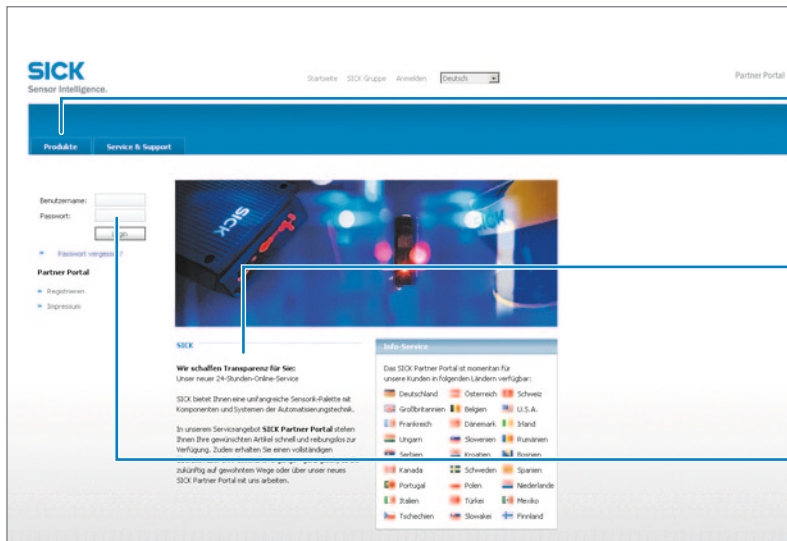 SICK
Sensor Intelligence.
Startseite SICK Gruppe Anmelden Deutsch
Partner Portal
Produkte Service & Support
Benutzername:
Passwort:
Login
Passwort vergessen?
Partner Portal
Registrieren
Impressum
SICK
SICK
SICK
Wir schaffen Transparenz für Sie:
Unser neuer 24-Stunden-Online-Service
SICK bietet Ihnen eine umfangreiche Sensorik-Palette mit
Komponenten und Systemen der Automatisierungstechnik.
In unserem Serviceangebot SICK Partner Portal stehen
Ihnen Ihre gewünschten Artikel schnell und reibungslos zur
Verfügung. Zudem erhalten Sie einen vollständigen
zukünftig auf gewohntem Wege oder über unser neues
SICK Partner Portal mit uns arbeiten.
Info-Service
Das SICK Partner Portal ist momentan für
unsere Kunden in folgenden Ländern verfügbar:
Deutschland Österreich Schweiz
Großbritannien Belgien U.S.A.
Frankreich Dänemark Irland
Ungarn Slowenien Rumänien
Serbien Kroatien Bosnien
Kanada Schweden Spanien
Portugal Polen Niederlande
Italien Türkei Mexiko
Tschechien Slowakei Finnland